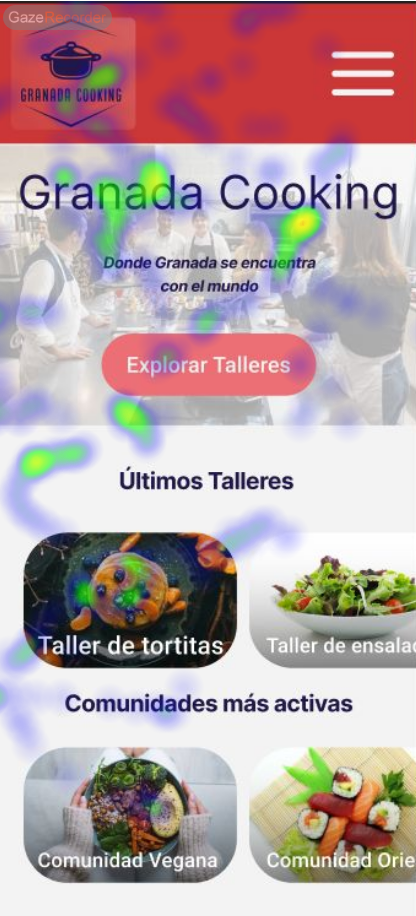 GazeRecorder
GRANADA COOKING
Granada Cooking
Donde Granada se encuentra
con el mundo
Explorar Talleres
Últimos Talleres
Taller de tortitas
Taller de ensalad
Comunidades más activas
Comunidad Vegana
Comunidad Orie